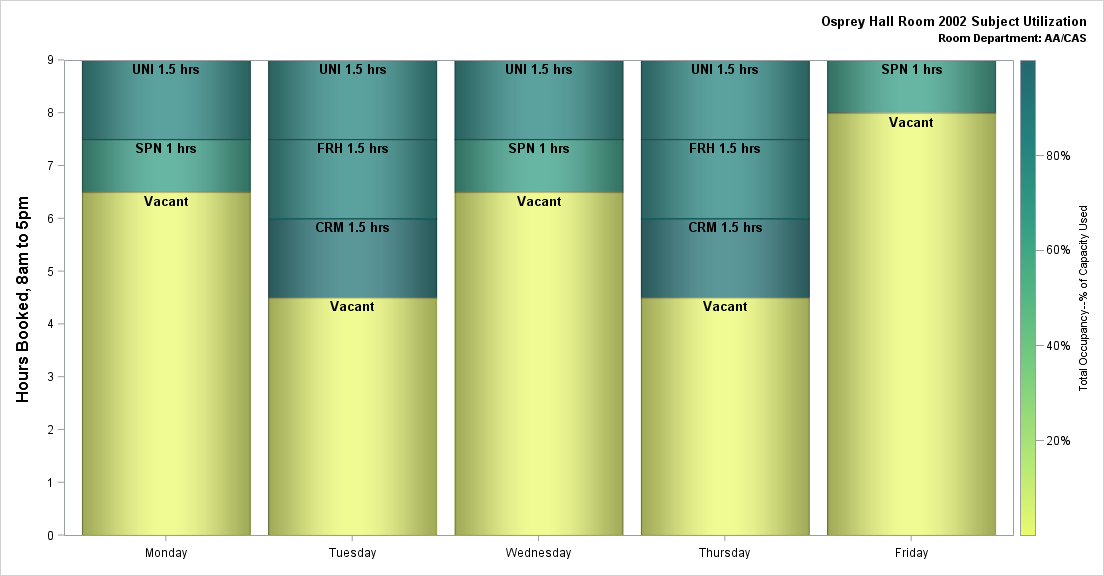 Osprey Hall Room 2002 Subject Utilization
Room Department: AA/CAS
Hours Booked, 8am to 5pm
9
8
7
6
5
4
3
2
1
0
UNI 1.5 hrs
SPN 1 hrs
Vacant
Monday
UNI 1.5 hrs
FRH 1.5 hrs
CRM 1.5 hrs
Vacant
Tuesday
UNI 1.5 hrs
SPN 1 hrs
Vacant
Wednesday
UNI 1.5 hrs
FRH 1.5 hrs
CRM 1.5 hrs
Vacant
Thursday
SPN 1 hrs
Vacant
Friday
80%
60%
40%
20%
Total Occupancy--% of Capacity Used